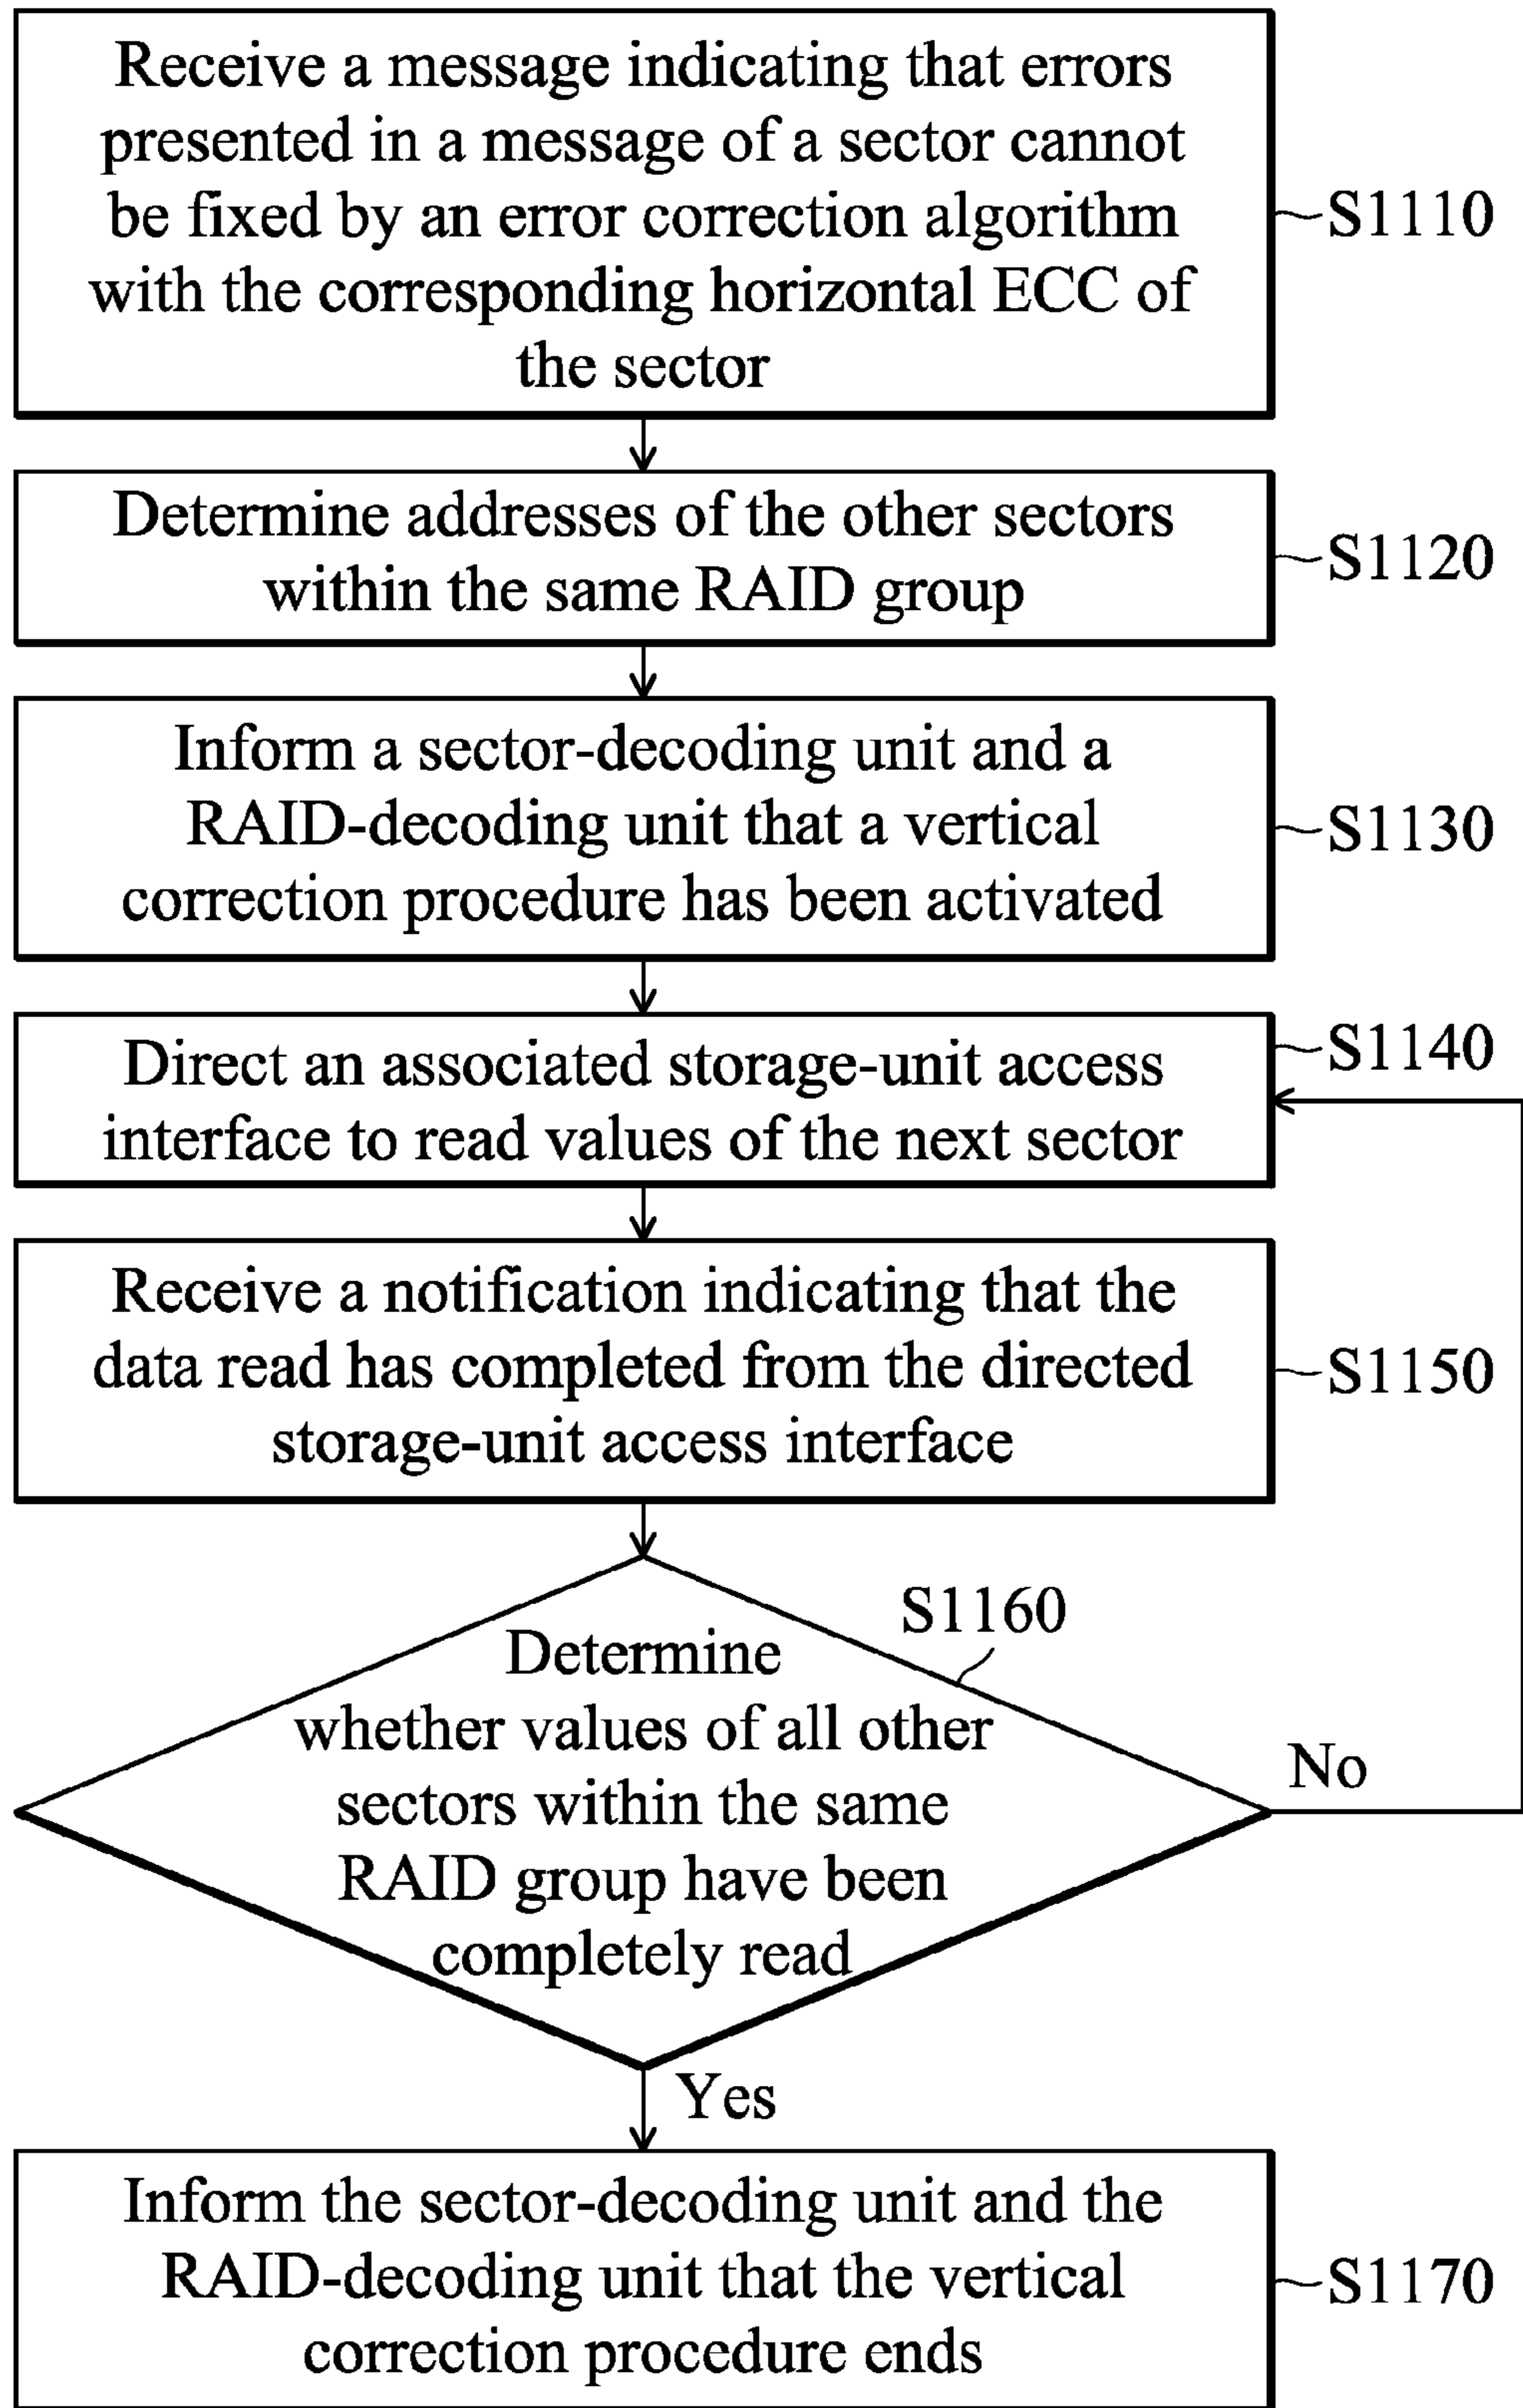 Receive a message indicating that errors
presented in a message of a sector cannot
be fixed by an error correction algorithm
with the corresponding horizontal ECC of
the sector
S1110
Determine addresses of the other sectors
within the same RAID group
S1120
Inform a sector-decoding unit and a
RAID-decoding unit that a vertical
correction procedure has been activated
S1130
Direct an associated storage-unit access
interface to read values of the next sector
S1140
Receive a notification indicating that the
data read has completed from the directed
storage-unit access interface
S1150
S1160
Determine
whether values of all other
sectors within the same
RAID group have been
completely read
No
Yes
Inform the sector-decoding unit and the
RAID-decoding unit that the vertical
correction procedure ends
S1170